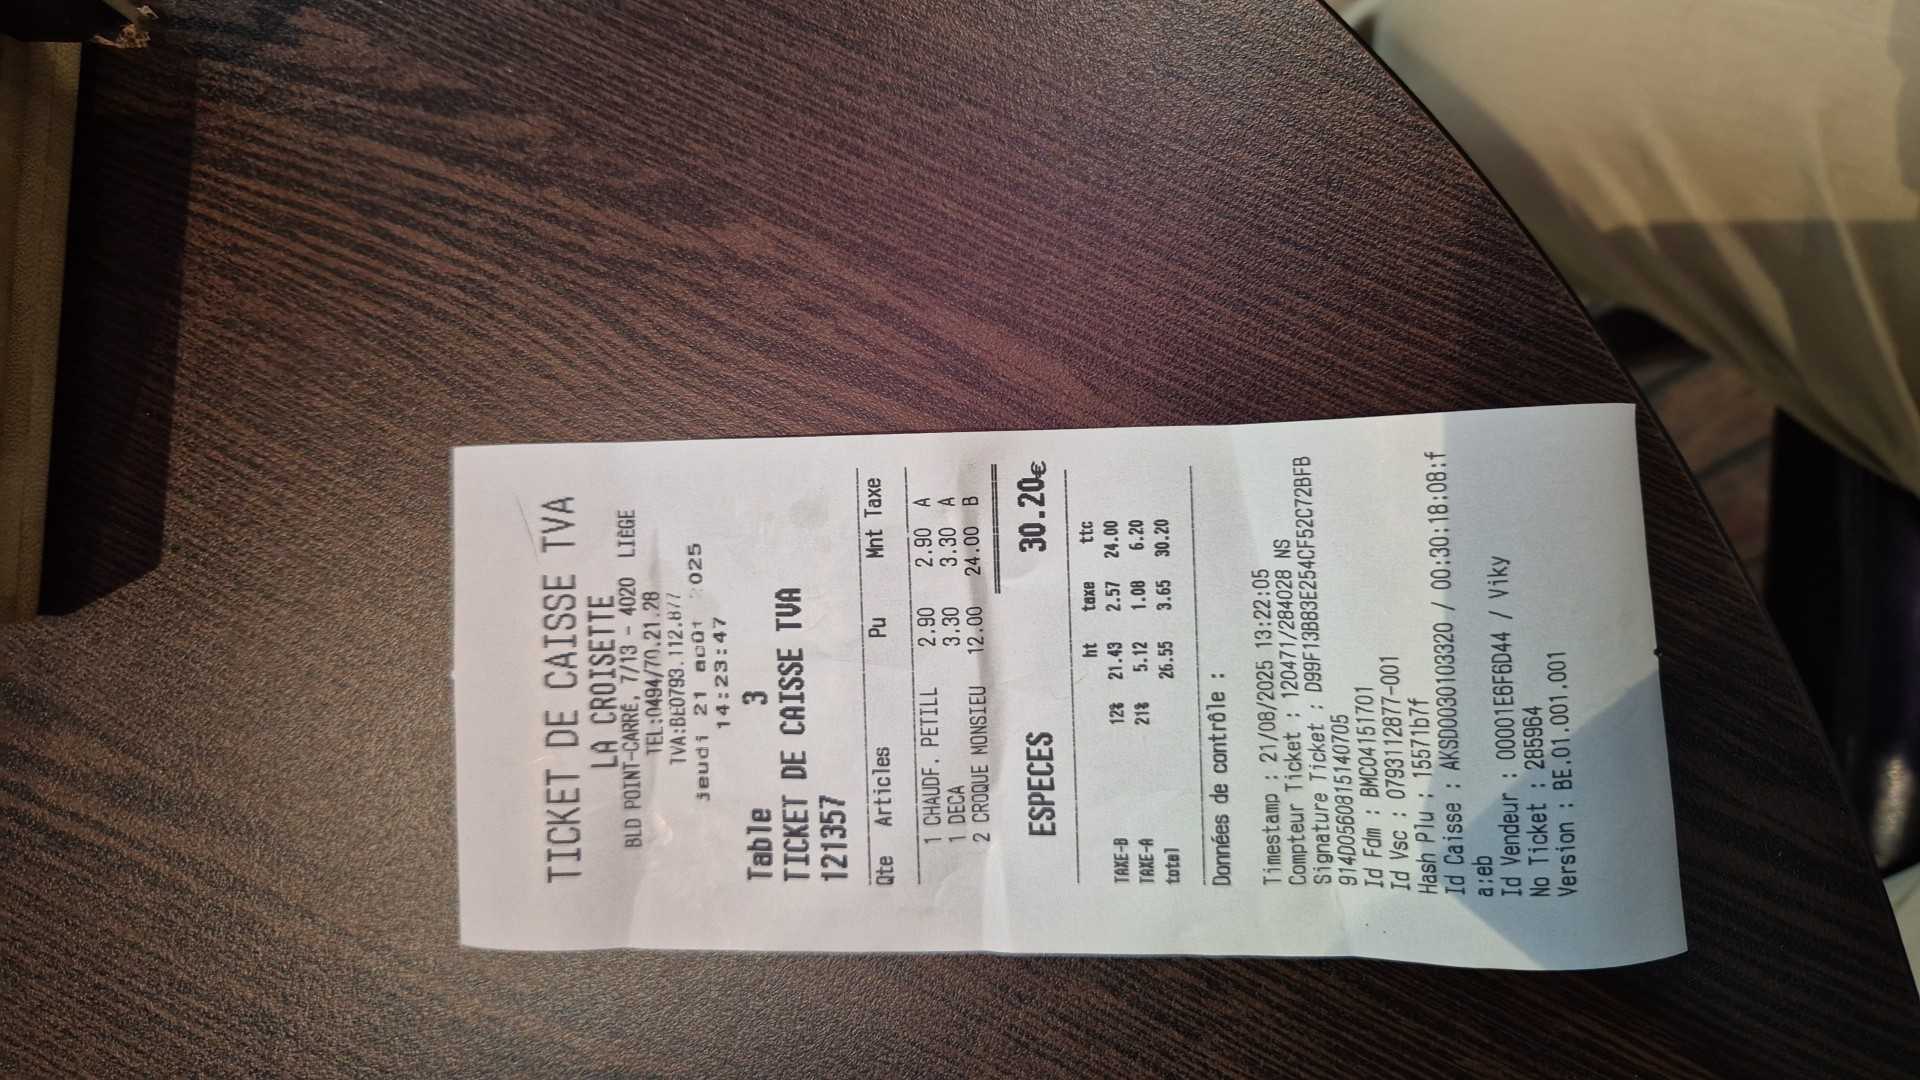 TICKET DE CAISSE TVA
LA CROISETTE
BLD POINT-CARRÉ, 7/13 - 4020 LIÈGE
TEL:0494/70.21.28
TVA:BE0793.112.877
jeudi 21 août 025
14:23:47
Table 3
TICKET DE CAISSE TVA
121357
Qte Articles Pu Mnt Taxe
1 CHAUDF. PETILL 2.90 2.90 A
1 DECA 3.30 3.30 A
2 CROQUE MONSIEU 12.00 24.00 B
ESPECES 30.20€
ht taxe ttc
TAXE-B 12% 21.43 2.57 24.00
TAXE-A 21% 5.12 1.08 6.20
total 26.55 3.65 30.20
Données de contrôle :
Timestamp : 21/08/2025 13:22:05
Compteur Ticket : 120471/284028 NS
Signature Ticket : D99F13B83E254CF52C72BFB
914D0560815140705
Id Fdm : BMC04151701
Id Vsc : 0793112877-001
Hash Plu : 15571b7f
Id Caisse : AKSD0030103320 / 00:30:18:08:f
a:eb
Id Vendeur : 00001E6F6D44 / Viky
No Ticket : 285964
Version : BE.01.001.001